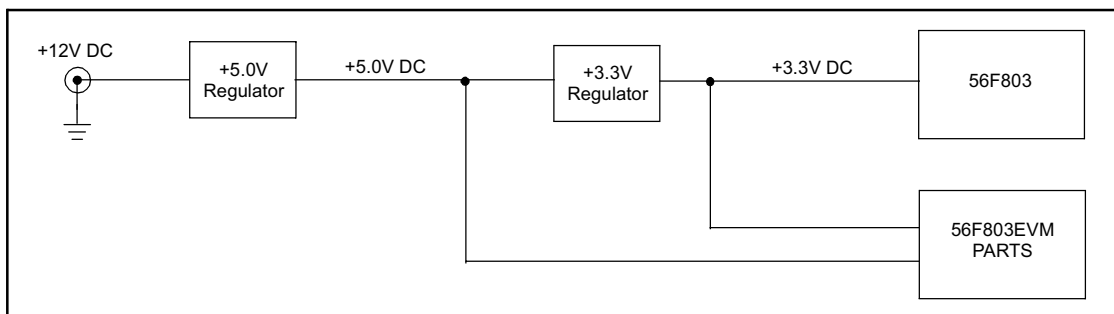 +12V DC
+5.0V
Regulator
+5.0V DC
+3.3V
Regulator
+3.3V DC
56F803
56F803EVM
PARTS